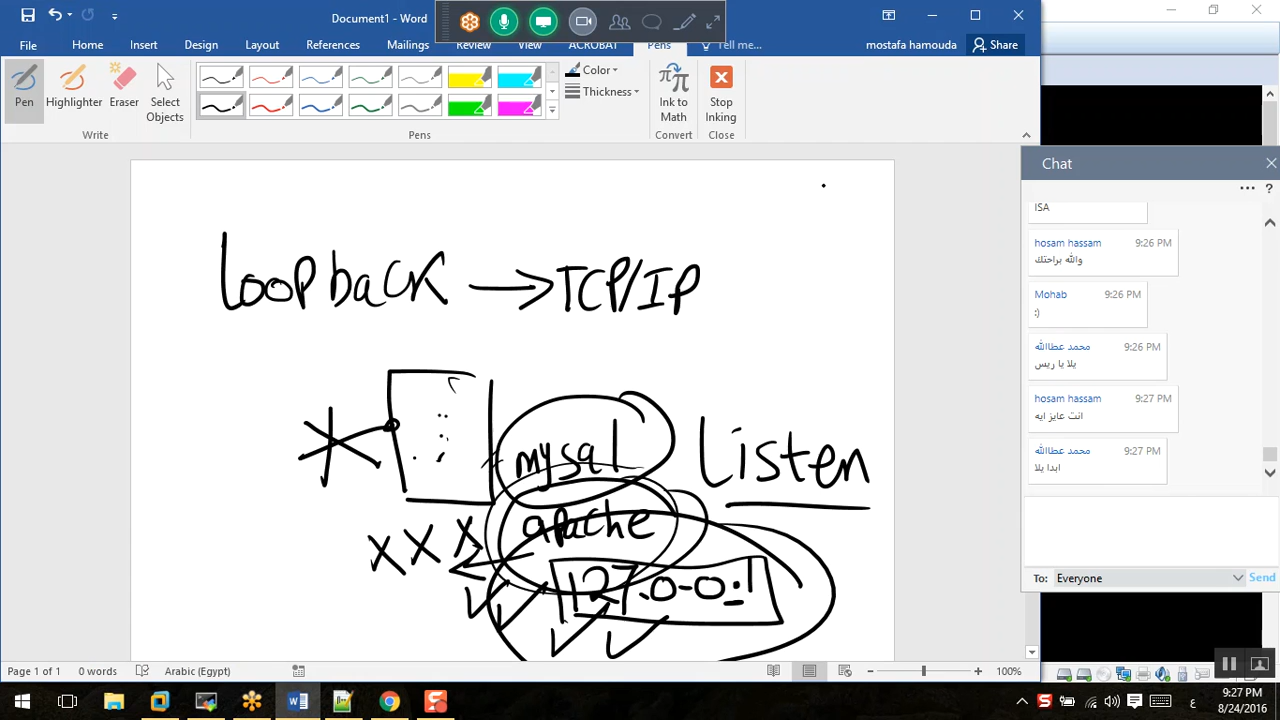 Document1 - Word
File Home Insert Design Layout References Mailings Review View ACROBAT Pens Tell me... mostafa hamouda Share
Pen Highlighter Eraser Select Objects
Color
Thickness
Ink to Math Stop Inking
Write Pens Convert Close
Loopback → TCP/IP
mysql Listen
apache
x x x
127.0-0.1
Chat
ISA
hosam hassam 9:26 PM
والله براحتك
Mohab 9:26 PM
:)
محمد عطاالله 9:26 PM
يلا يا ريس
hosam hassam 9:27 PM
انت عايز ايه
محمد عطاالله 9:27 PM
ابدا يلا
To: Everyone Send
Page 1 of 1 0 words Arabic (Egypt) 100%
ع 9:27 PM
8/24/2016